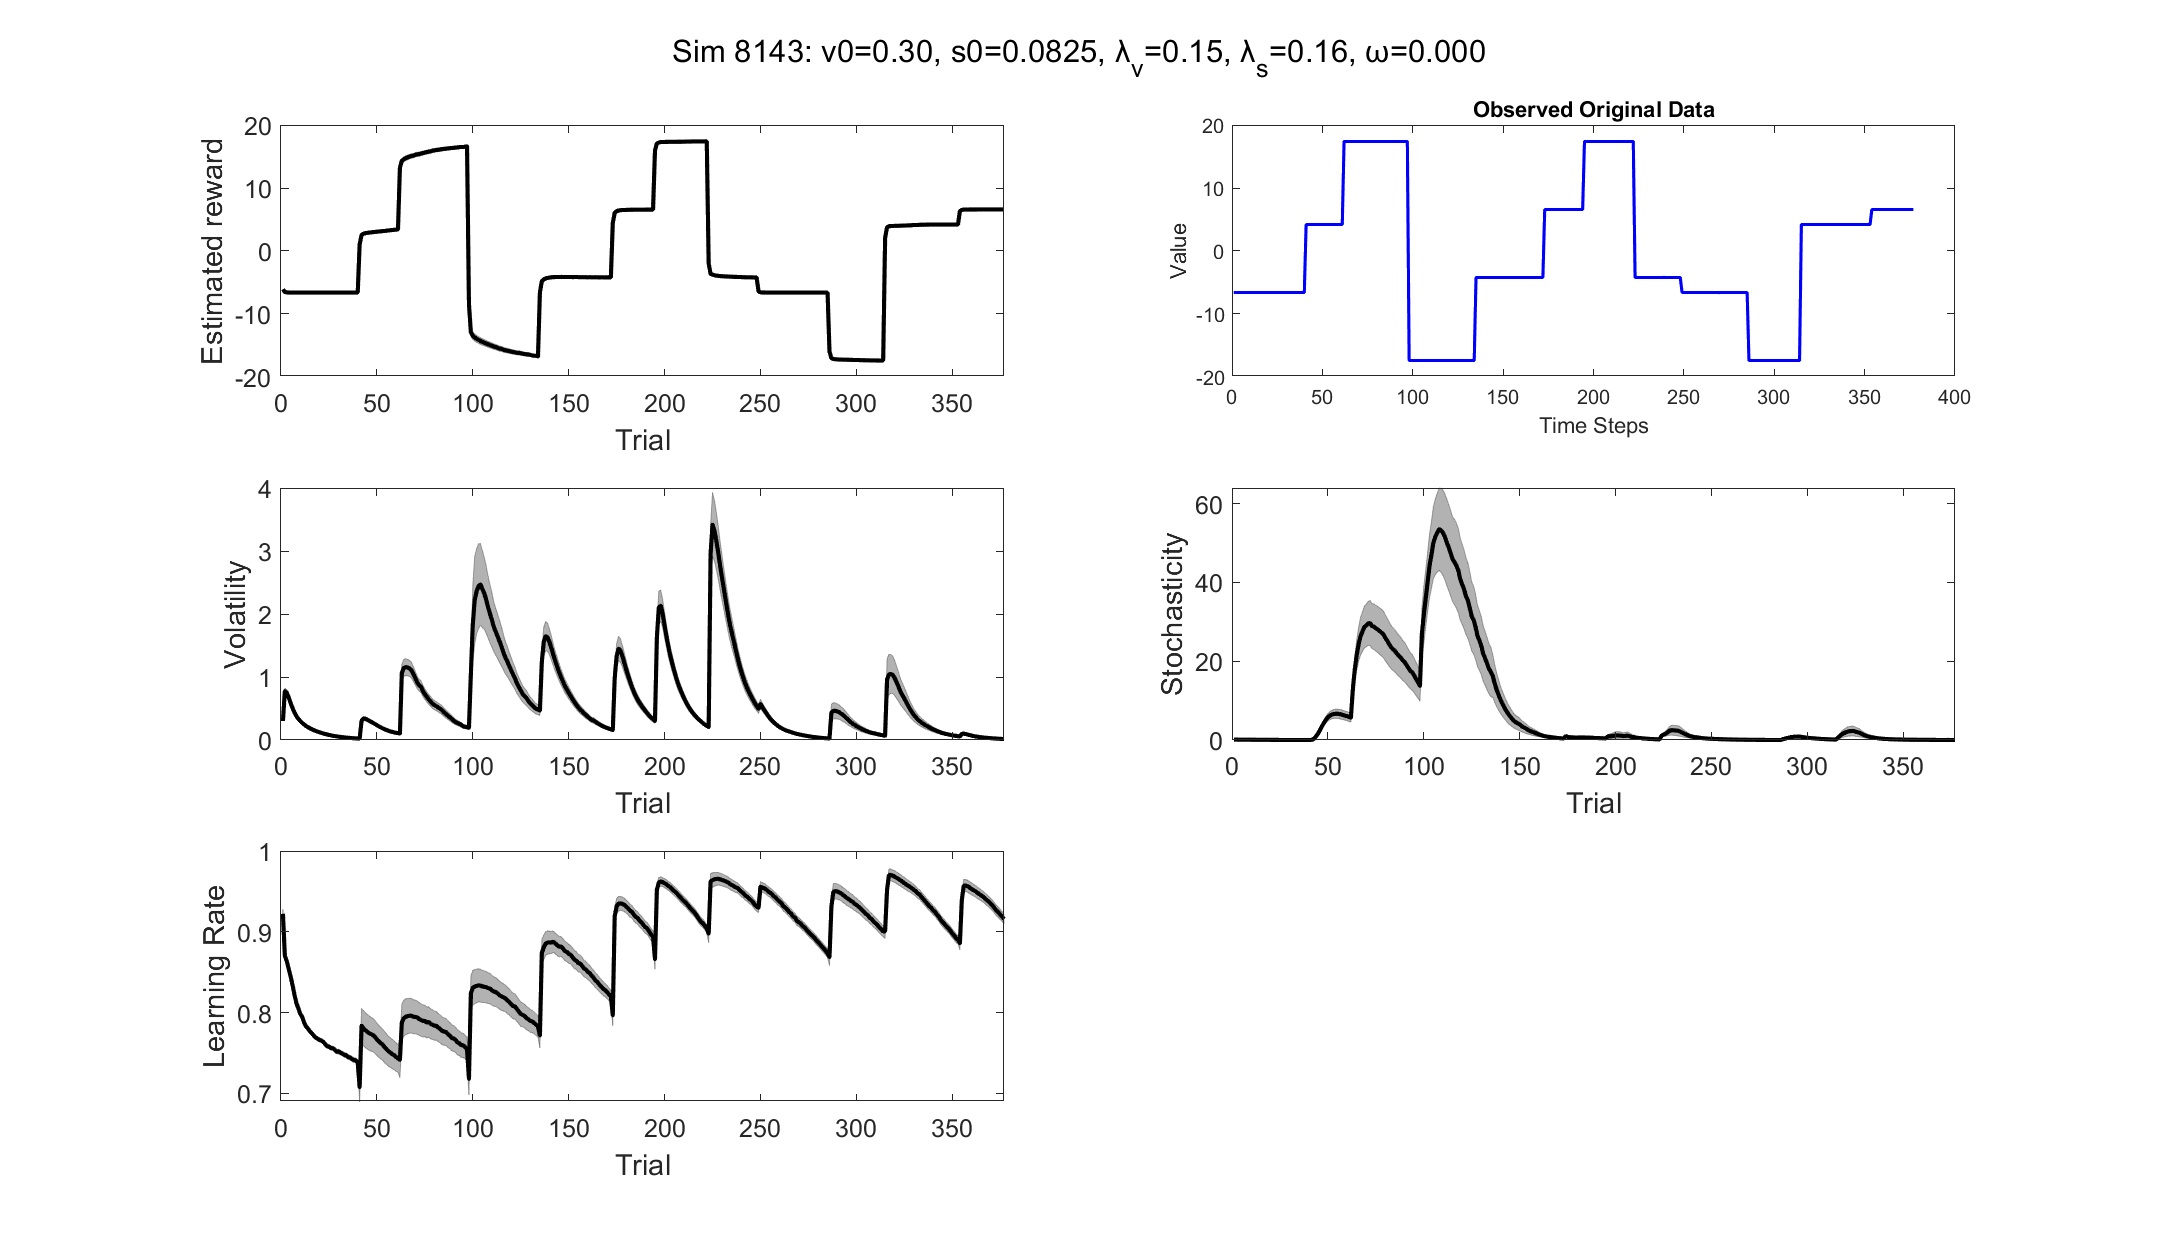 Sim 8143: v0=0.30, s0=0.0825, λv=0.15, λs=0.16, ω=0.000
20
10
0
-10
-20
Estimated reward
0 50 100 150 200 250 300 350
Trial
Observed Original Data
20
10
0
-10
-20
Value
0 50 100 150 200 250 300 350 400
Time Steps
4
3
2
1
0
Volatility
0 50 100 150 200 250 300 350
Trial
60
40
20
0
Stochasticity
0 50 100 150 200 250 300 350
Trial
1
0.9
0.8
0.7
Learning Rate
0 50 100 150 200 250 300 350
Trial